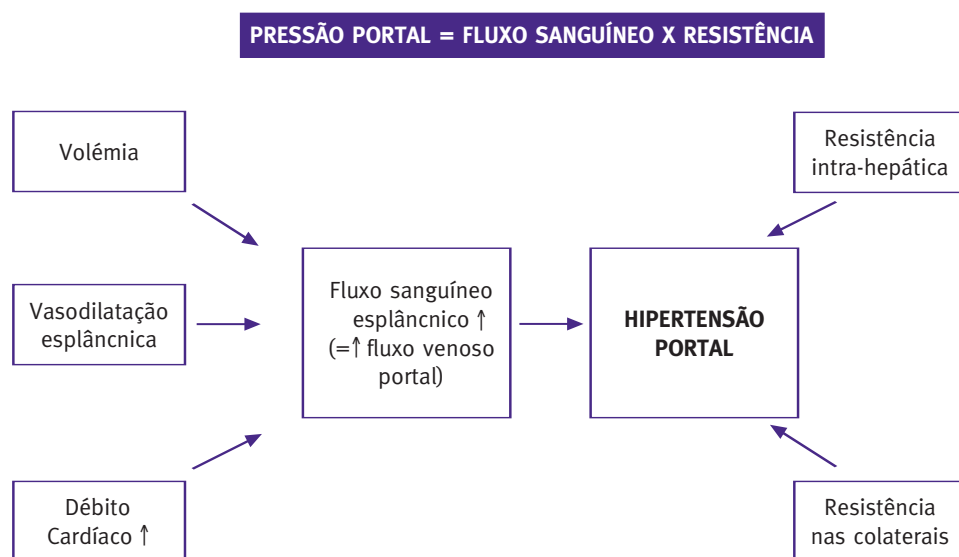 PRESSÃO PORTAL = FLUXO SANGUÍNEO X RESISTÊNCIA
Volémia
Resistência
intra-hepática
Vasodilatação
esplâncnica
Fluxo sanguíneo
esplâncnico ↑
(=↑ fluxo venoso
portal)
HIPERTENSÃO
PORTAL
Débito
Cardíaco ↑
Resistência
nas colaterais